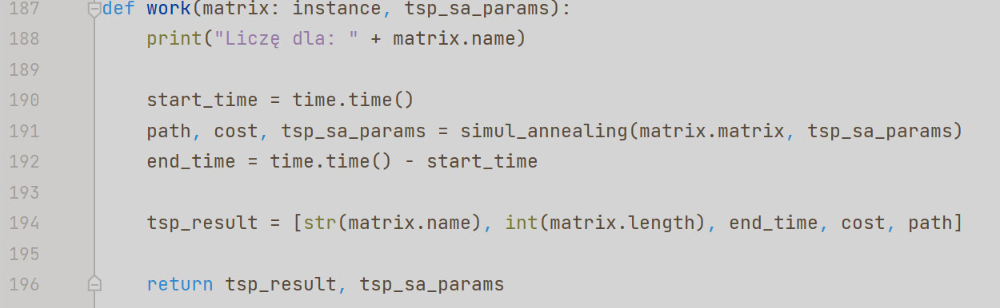 187 def work(matrix: instance, tsp_sa_params):
188 print("Liczę dla: " + matrix.name)
189
190 start_time = time.time()
191 path, cost, tsp_sa_params = simul_annealing(matrix.matrix, tsp_sa_params)
192 end_time = time.time() - start_time
193
194 tsp_result = [str(matrix.name), int(matrix.length), end_time, cost, path]
195
196 return tsp_result, tsp_sa_params